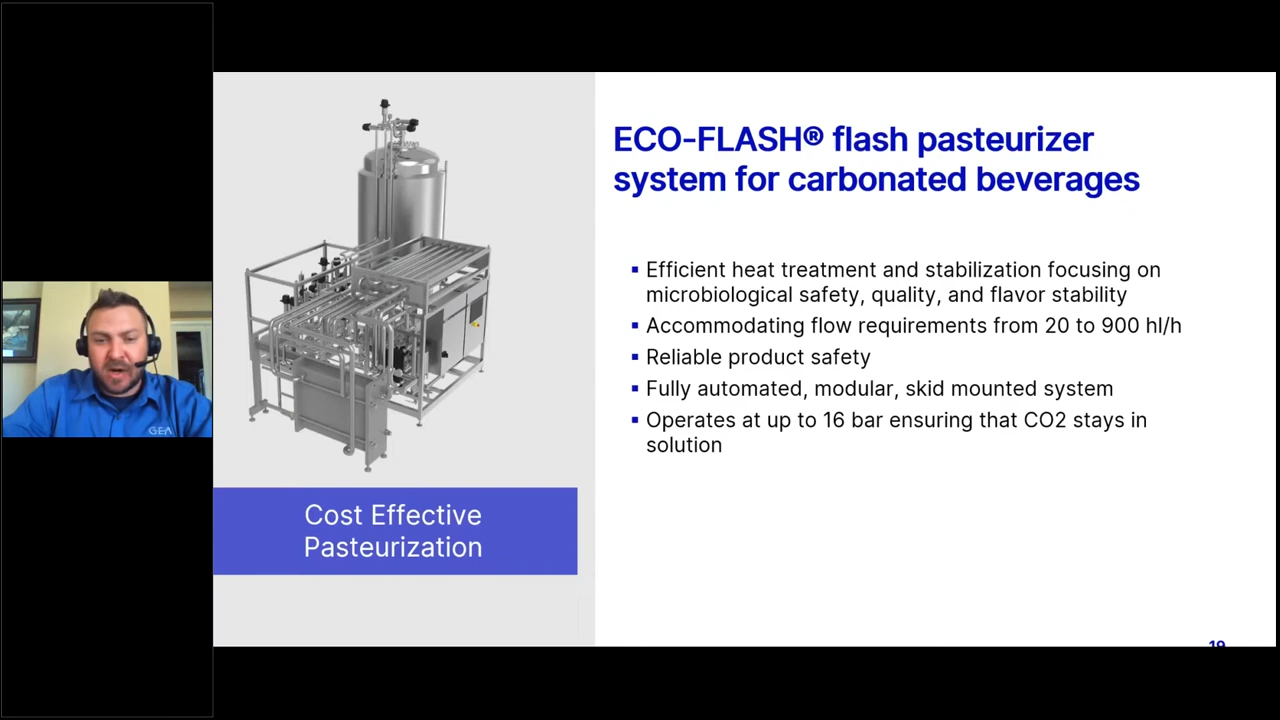 ECO-FLASH® flash pasteurizer
system for carbonated beverages
▪ Efficient heat treatment and stabilization focusing on
microbiological safety, quality, and flavor stability
▪ Accommodating flow requirements from 20 to 900 hl/h
▪ Reliable product safety
▪ Fully automated, modular, skid mounted system
▪ Operates at up to 16 bar ensuring that CO2 stays in
solution
Cost Effective
Pasteurization
GEA
19